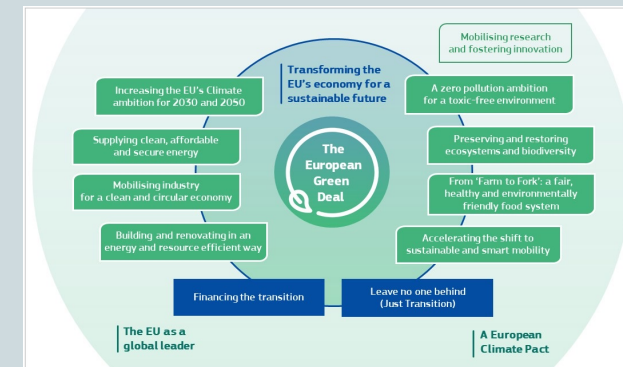 Mobilising research
and fostering innovation
Transforming the
EU's economy for a
sustainable future
Increasing the EU's Climate
ambition for 2030 and 2050
A zero pollution ambition
for a toxic-free environment
Supplying clean, affordable
and secure energy
Preserving and restoring
ecosystems and biodiversity
The
European
Green
Deal
Mobilising industry
for a clean and circular economy
From 'Farm to Fork': a fair,
healthy and environmentally
friendly food system
Building and renovating in an
energy and resource efficient way
Accelerating the shift to
sustainable and smart mobility
Financing the transition
Leave no one behind
(Just Transition)
The EU as a
global leader
A European
Climate Pact